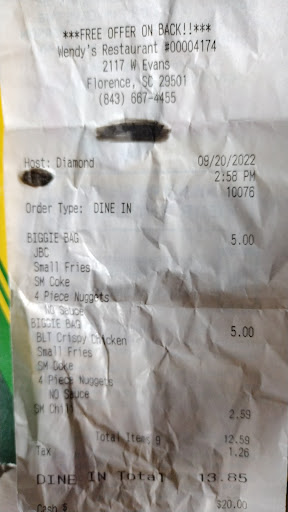 ***FREE OFFER ON BACK!!***
Wendy's Restaurant #00004174
2117 W Evans
Florence, SC 29501
(843) 667-4455
Host: Diamond 09/20/2022
2:58 PM
10076
Order Type: DINE IN
BIGGIE BAG 5.00
JBC
Small Fries
SM Coke
4 Piece Nuggets
NO Sauce
BIGGIE BAG 5.00
BLT Crispy Chicken
Small Fries
SM Coke
4 Piece Nuggets
NO Sauce
SM Chili 2.59
Total Items 9 12.59
Tax 1.26
DINE IN Total 13.85
Cash $ $20.00